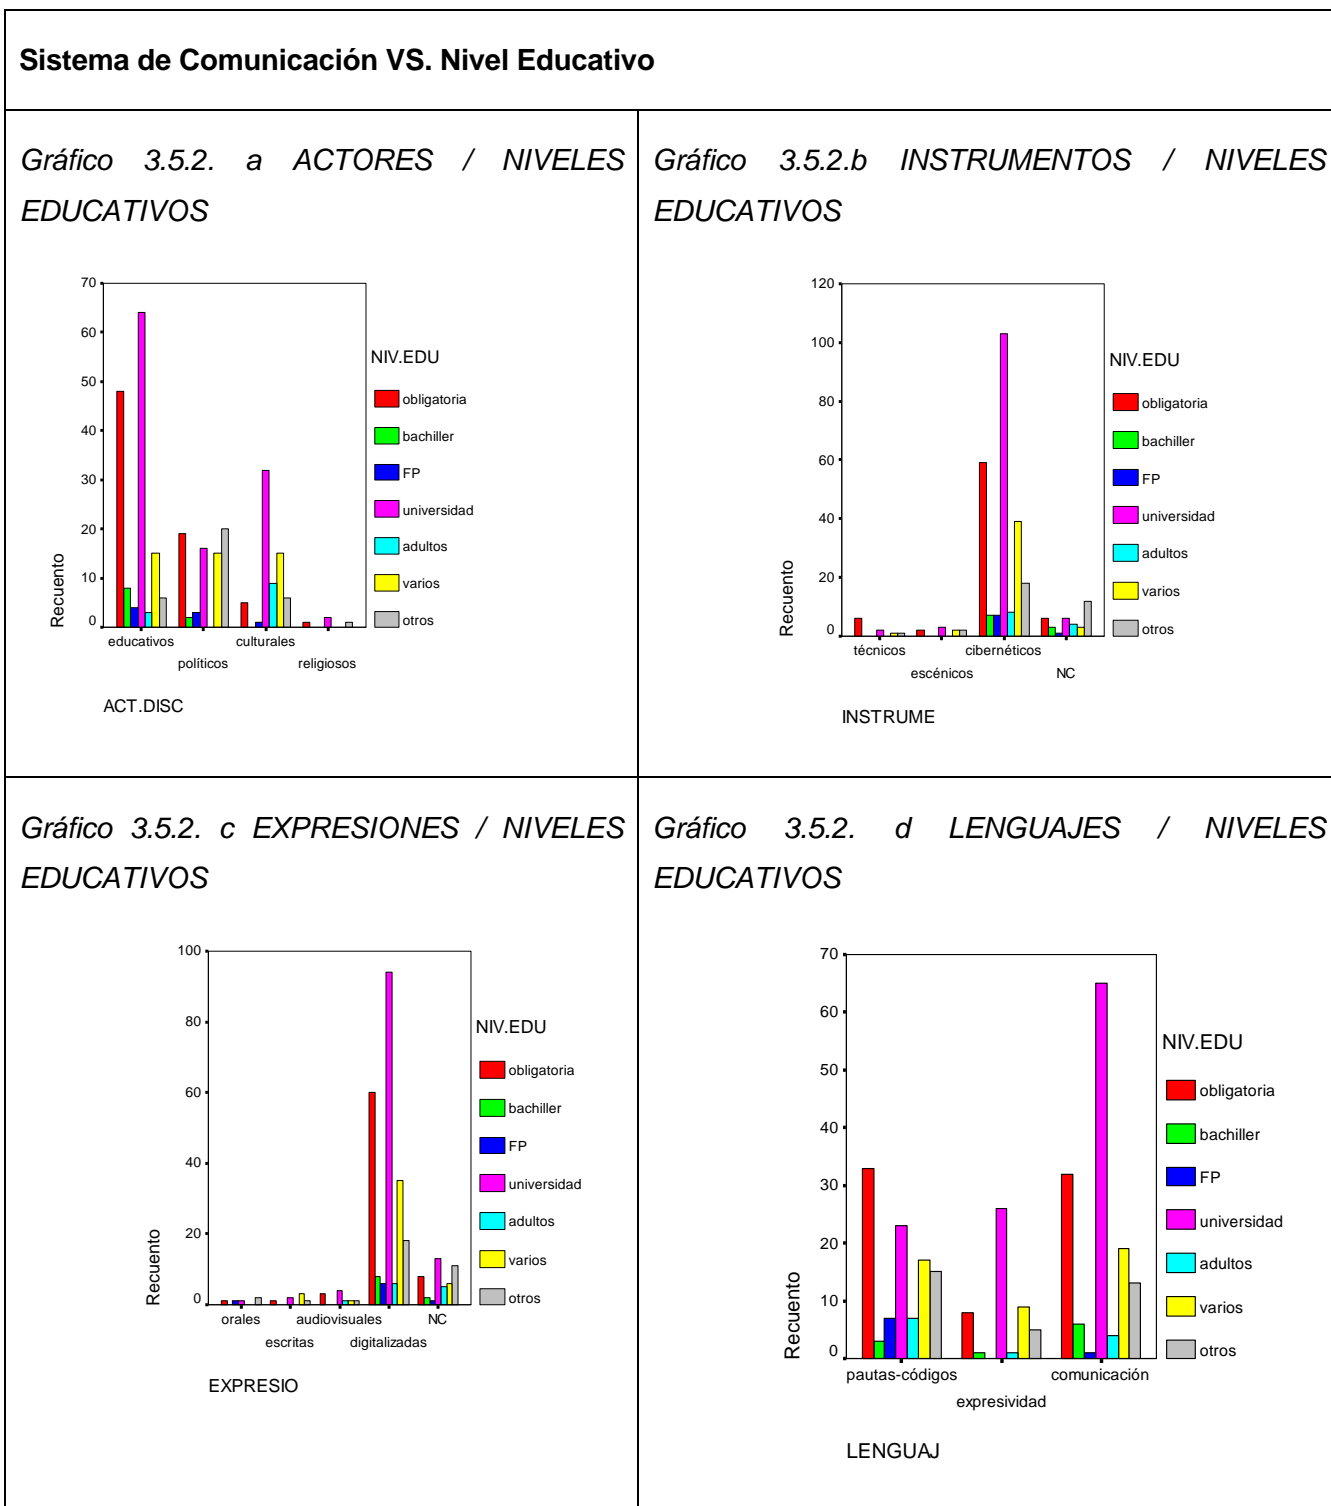 Sistema de Comunicación VS. Nivel Educativo
Gráfico 3.5.2. a ACTORES / NIVELES
EDUCATIVOS
70
60
50
40
30
20
10
0
Recuento
educativos
políticos
culturales
religiosos
ACT.DISC
NIV.EDU
obligatoria
bachiller
FP
universidad
adultos
varios
otros
Gráfico 3.5.2.b INSTRUMENTOS / NIVELES
EDUCATIVOS
120
100
80
60
40
20
0
Recuento
técnicos
escénicos
cibernéticos
NC
INSTRUME
NIV.EDU
obligatoria
bachiller
FP
universidad
adultos
varios
otros
Gráfico 3.5.2. c EXPRESIONES / NIVELES
EDUCATIVOS
100
80
60
40
20
0
Recuento
orales
escritas
audiovisuales
digitalizadas
NC
EXPRESIO
NIV.EDU
obligatoria
bachiller
FP
universidad
adultos
varios
otros
Gráfico 3.5.2. d LENGUAJES / NIVELES
EDUCATIVOS
70
60
50
40
30
20
10
0
Recuento
pautas-códigos
expresividad
comunicación
LENGUAJ
NIV.EDU
obligatoria
bachiller
FP
universidad
adultos
varios
otros